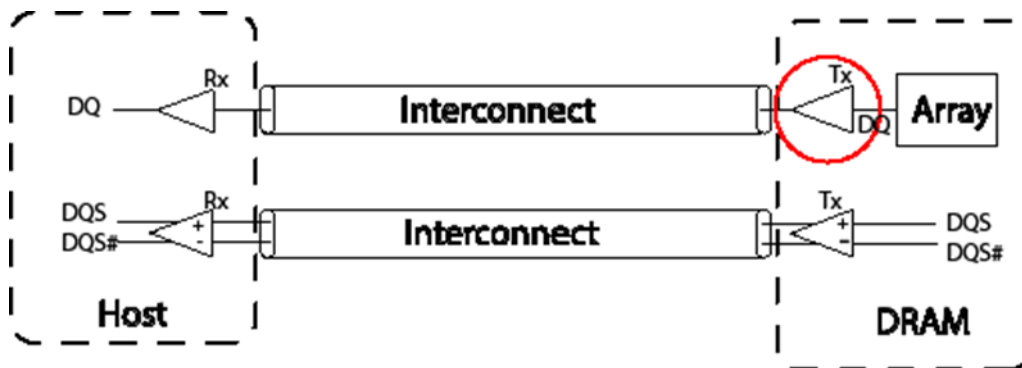 Rx
Tx
DQ
Interconnect
DQ
Array
Rx
Tx
DQS
Interconnect
DQS
DQS#
DQS#
Host
DRAM